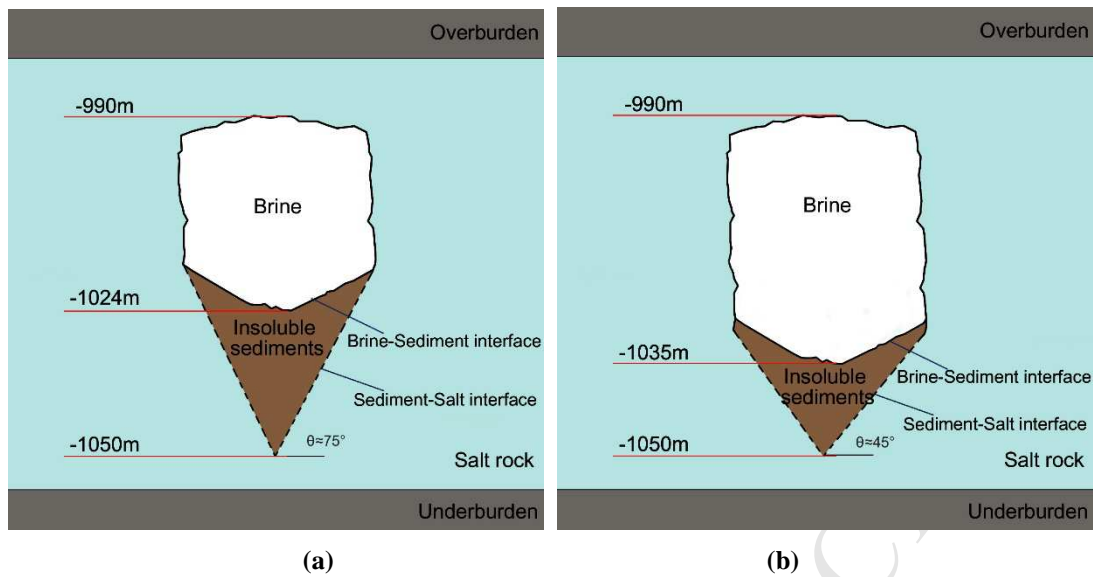 Overburden
-990m
Brine
-1024m
Insoluble
sediments
Brine-Sediment interface
Sediment-Salt interface
-1050m
θ≈75°
Salt rock
Underburden
(a)
Overburden
-990m
Brine
-1035m
Insoluble
sediments
Brine-Sediment interface
Sediment-Salt interface
-1050m
θ≈45°
Salt rock
Underburden
(b)